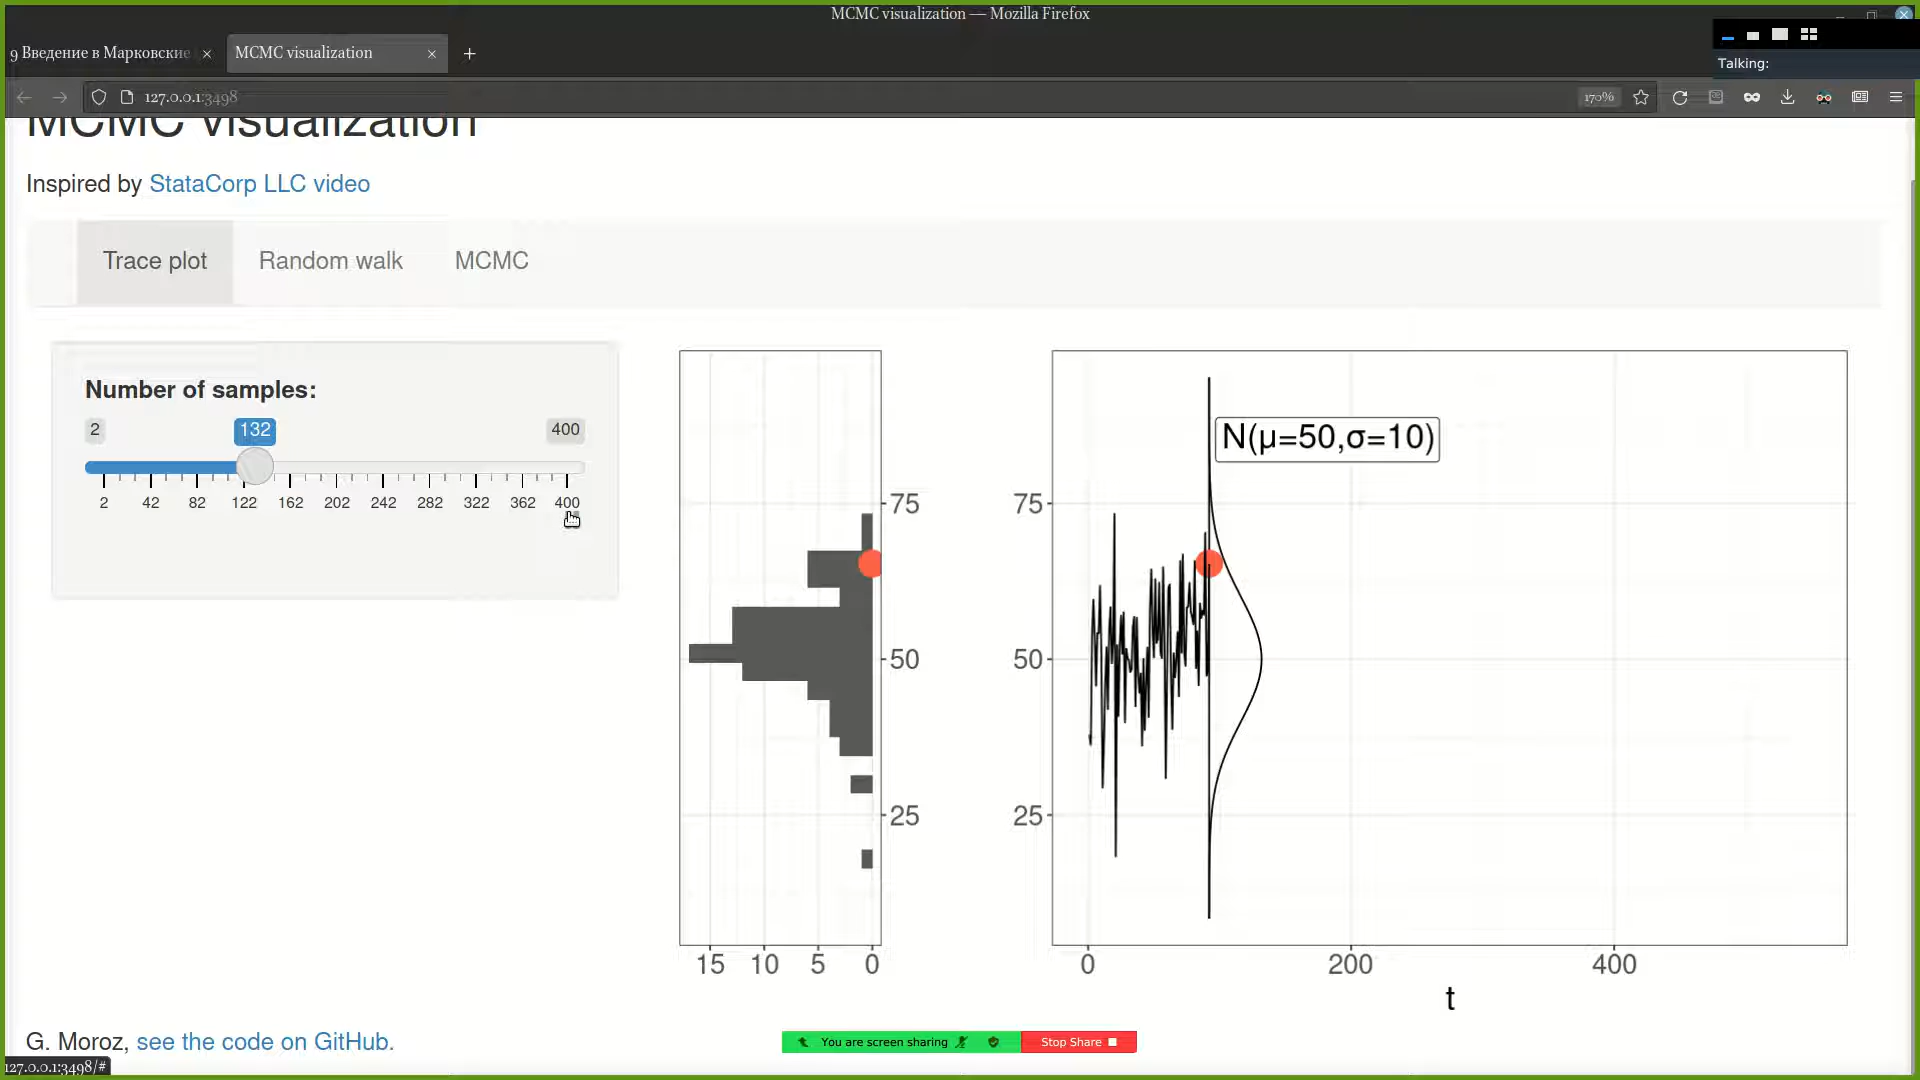 MCMC visualization — Mozilla Firefox
9 Введение в Марковские
MCMC visualization
Talking:
127.0.0.1:3498
170%
MCMC visualization
Inspired by StataCorp LLC video
Trace plot
Random walk
MCMC
Number of samples:
2
132
400
2 42 82 122 162 202 242 282 322 362 400
75
50
25
15 10 5 0
N(μ=50,σ=10)
75
50
25
0 200 400
t
G. Moroz, see the code on GitHub.
You are screen sharing
Stop Share
127.0.0.1:3498/#